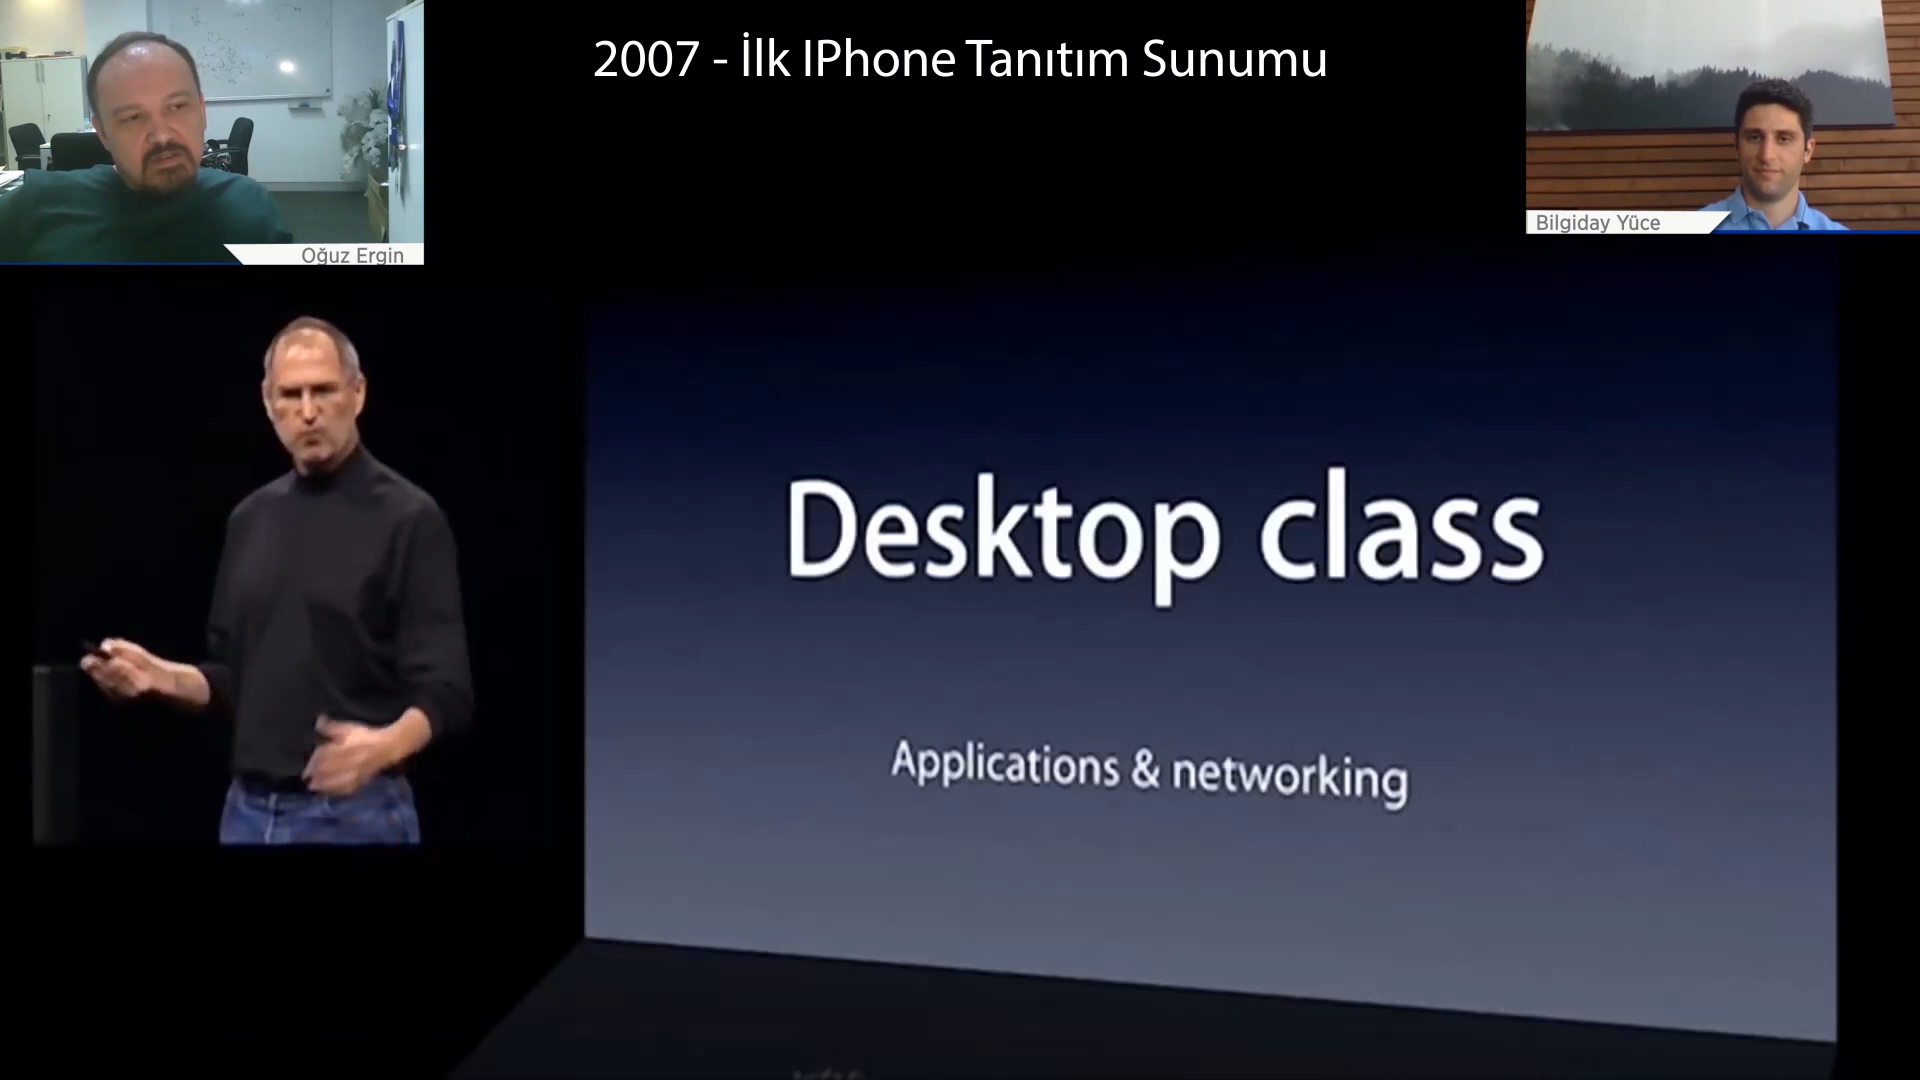 2007 - İlk IPhone Tanıtım Sunumu
Oğuz Ergin
Bilgiday Yüce
Desktop class
Applications & networking